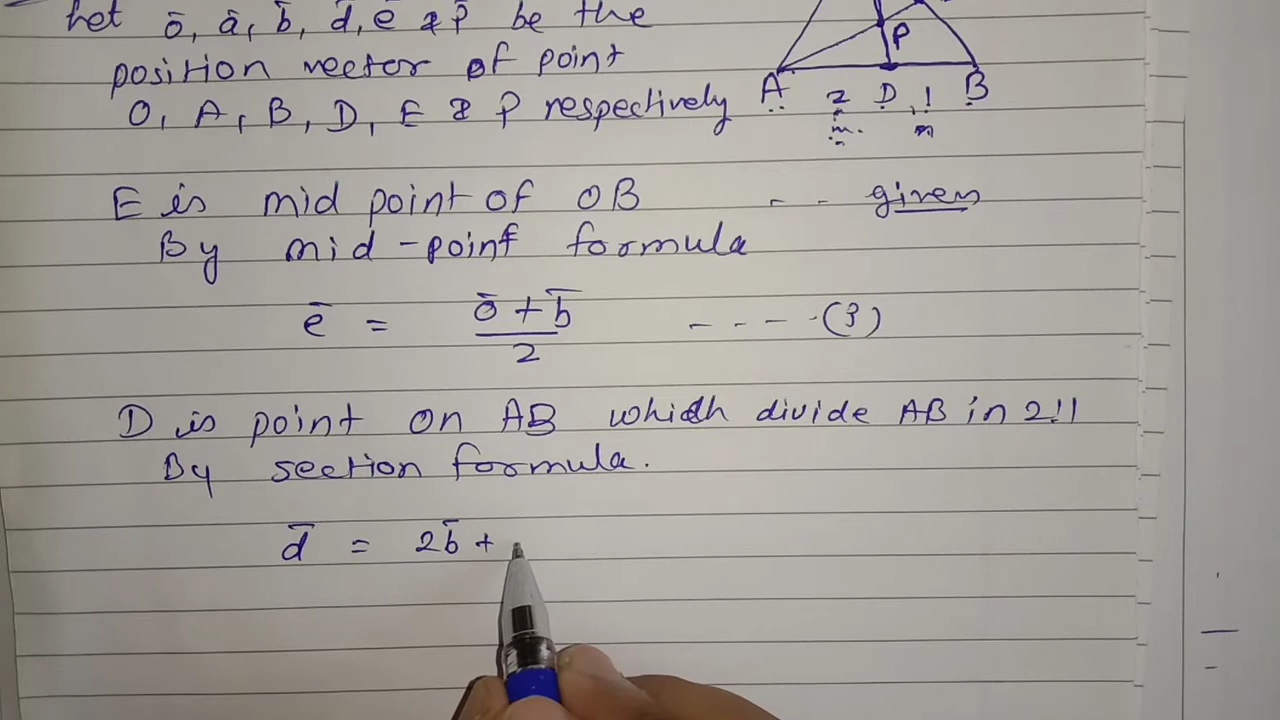 Let ō, ā, b̄, d̄, ē & p̄ be the
position vector of point
O, A, B, D, E & P respectively
P
A 2 D 1 B
m n
E is mid point of OB - - given
By mid-point formula
ē = ō + b̄ - - - - (3)
2
D is point on AB which divide AB in 2:1
By section formula.
d̄ = 2b̄ +